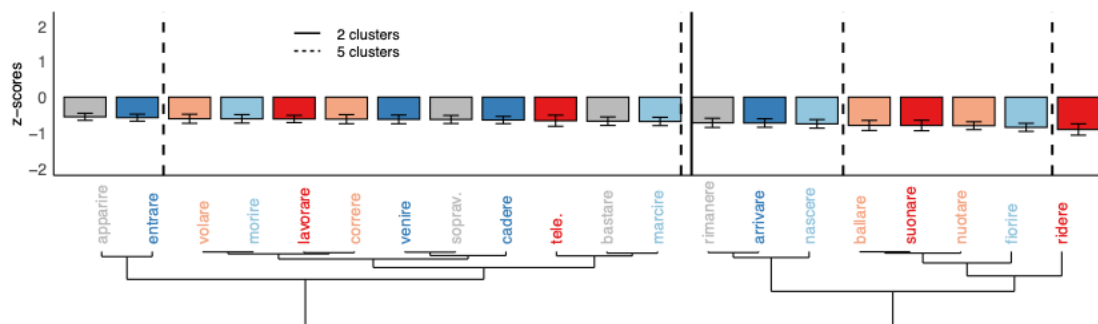 2
1
0
−1
−2
z-scores
2 clusters
5 clusters
apparire
entrare
volare
morire
lavorare
correre
venire
soprav.
cadere
tele.
bastare
marcire
rimanere
arrivare
nascere
ballare
suonare
nuotare
fiorire
ridere